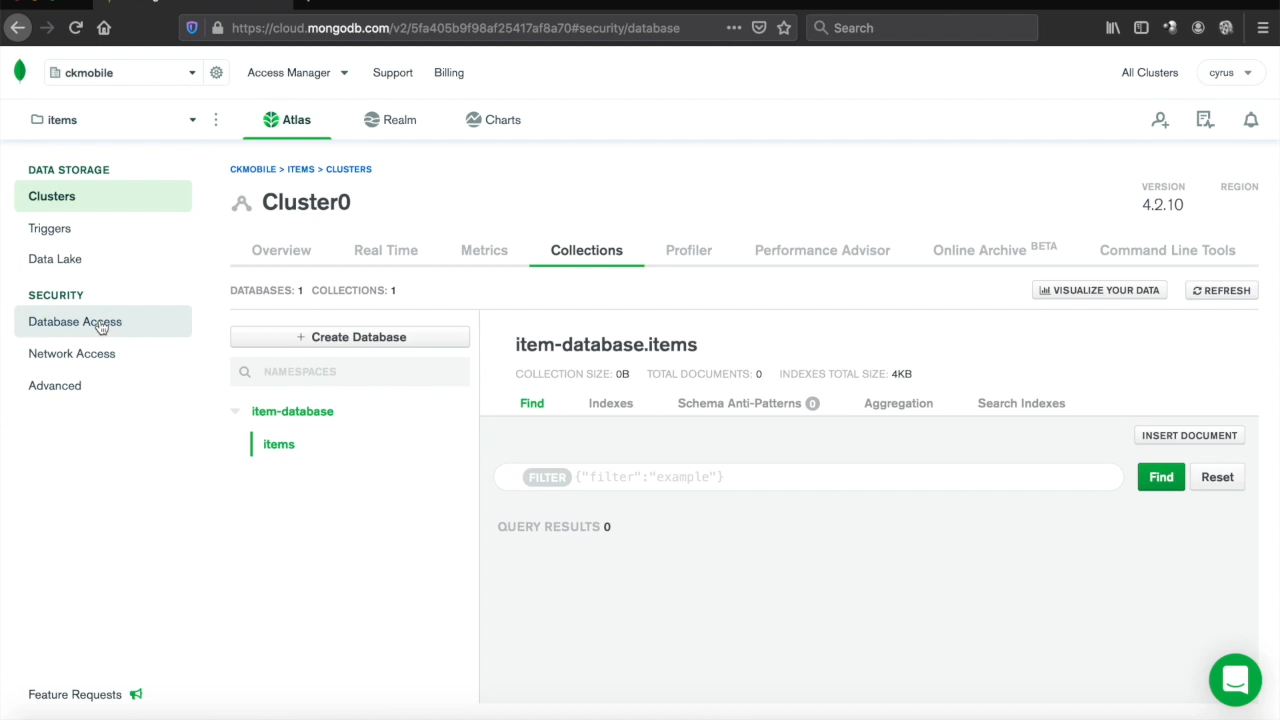 https://cloud.mongodb.com/v2/5fa405b9f98af25417af8a70#security/database
Search
ckmobile
Access Manager
Support
Billing
All Clusters
cyrus
items
Atlas
Realm
Charts
DATA STORAGE
Clusters
Triggers
Data Lake
SECURITY
Database Access
Network Access
Advanced
Feature Requests
CKMOBILE > ITEMS > CLUSTERS
Cluster0
VERSION
4.2.10
REGION
Overview
Real Time
Metrics
Collections
Profiler
Performance Advisor
Online Archive BETA
Command Line Tools
DATABASES: 1 COLLECTIONS: 1
VISUALIZE YOUR DATA
REFRESH
+ Create Database
NAMESPACES
item-database
items
item-database.items
COLLECTION SIZE: 0B TOTAL DOCUMENTS: 0 INDEXES TOTAL SIZE: 4KB
Find
Indexes
Schema Anti-Patterns 0
Aggregation
Search Indexes
INSERT DOCUMENT
FILTER {"filter":"example"}
Find
Reset
QUERY RESULTS 0